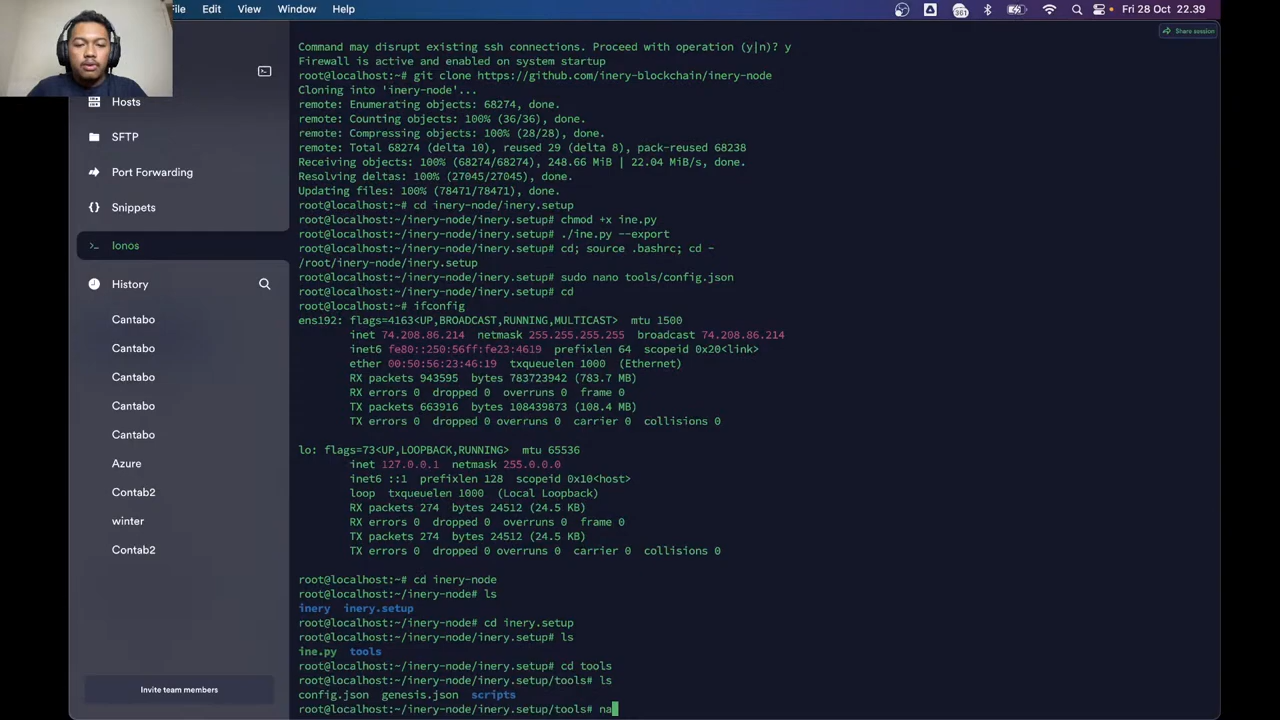 File Edit View Window Help
361
Fri 28 Oct 22.39
Share session
Hosts
SFTP
Port Forwarding
Snippets
Ionos
History
Cantabo
Cantabo
Cantabo
Cantabo
Cantabo
Azure
Contab2
winter
Contab2
Invite team members
Command may disrupt existing ssh connections. Proceed with operation (y|n)? y
Firewall is active and enabled on system startup
root@localhost:~# git clone https://github.com/inery-blockchain/inery-node
Cloning into 'inery-node'...
remote: Enumerating objects: 68274, done.
remote: Counting objects: 100% (36/36), done.
remote: Compressing objects: 100% (28/28), done.
remote: Total 68274 (delta 10), reused 29 (delta 8), pack-reused 68238
Receiving objects: 100% (68274/68274), 248.66 MiB | 22.04 MiB/s, done.
Resolving deltas: 100% (27045/27045), done.
Updating files: 100% (78471/78471), done.
root@localhost:~# cd inery-node/inery.setup
root@localhost:~/inery-node/inery.setup# chmod +x ine.py
root@localhost:~/inery-node/inery.setup# ./ine.py --export
root@localhost:~/inery-node/inery.setup# cd; source .bashrc; cd -
/root/inery-node/inery.setup
root@localhost:~/inery-node/inery.setup# sudo nano tools/config.json
root@localhost:~/inery-node/inery.setup# cd
root@localhost:~# ifconfig
ens192: flags=4163<UP,BROADCAST,RUNNING,MULTICAST> mtu 1500
inet 74.208.86.214 netmask 255.255.255.255 broadcast 74.208.86.214
inet6 fe80::250:56ff:fe23:4619 prefixlen 64 scopeid 0x20<link>
ether 00:50:56:23:46:19 txqueuelen 1000 (Ethernet)
RX packets 943595 bytes 783723942 (783.7 MB)
RX errors 0 dropped 0 overruns 0 frame 0
TX packets 663916 bytes 108439873 (108.4 MB)
TX errors 0 dropped 0 overruns 0 carrier 0 collisions 0
lo: flags=73<UP,LOOPBACK,RUNNING> mtu 65536
inet 127.0.0.1 netmask 255.0.0.0
inet6 ::1 prefixlen 128 scopeid 0x10<host>
loop txqueuelen 1000 (Local Loopback)
RX packets 274 bytes 24512 (24.5 KB)
RX errors 0 dropped 0 overruns 0 frame 0
TX packets 274 bytes 24512 (24.5 KB)
TX errors 0 dropped 0 overruns 0 carrier 0 collisions 0
root@localhost:~# cd inery-node
root@localhost:~/inery-node# ls
inery inery.setup
root@localhost:~/inery-node# cd inery.setup
root@localhost:~/inery-node/inery.setup# ls
ine.py tools
root@localhost:~/inery-node/inery.setup# cd tools
root@localhost:~/inery-node/inery.setup/tools# ls
config.json genesis.json scripts
root@localhost:~/inery-node/inery.setup/tools# na